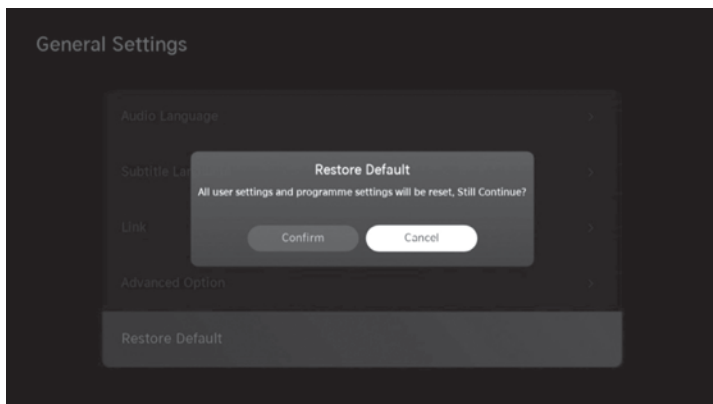 General Settings
Audio Language
Subtitle Lan
Restore Default
All user settings and programme settings will be reset, Still Continue?
Link
Confirm
Cancel
Advanced Option
Restore Default